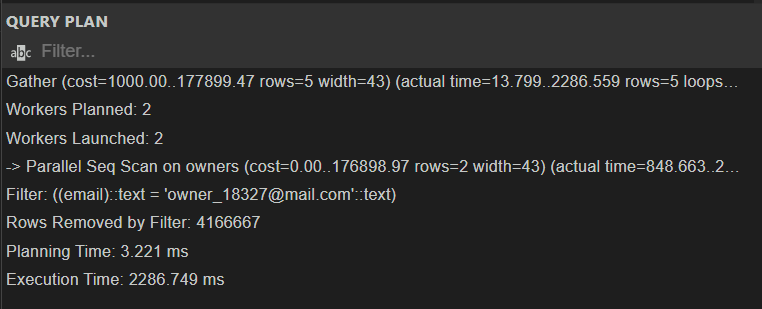 QUERY PLAN
abc Filter...
Gather (cost=1000.00..177899.47 rows=5 width=43) (actual time=13.799..2286.559 rows=5 loops...
Workers Planned: 2
Workers Launched: 2
-> Parallel Seq Scan on owners (cost=0.00..176898.97 rows=2 width=43) (actual time=848.663..2...
Filter: ((email)::text = 'owner_18327@mail.com'::text)
Rows Removed by Filter: 4166667
Planning Time: 3.221 ms
Execution Time: 2286.749 ms